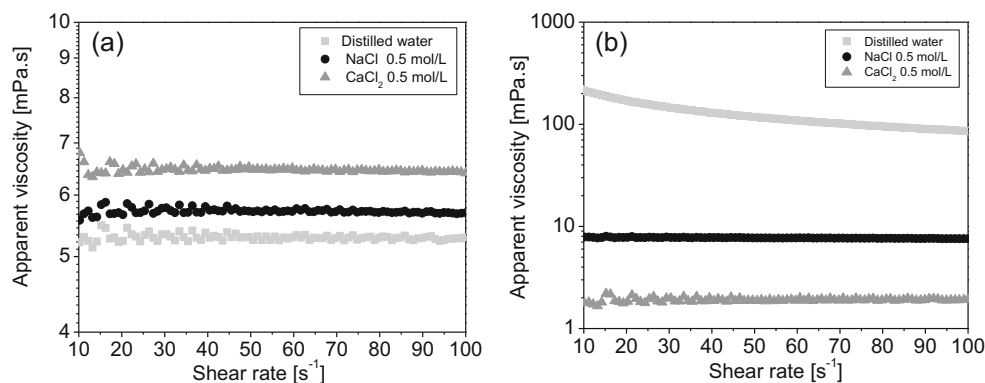 (a)
Distilled water
NaCl 0.5 mol/L
CaCl₂ 0.5 mol/L
Apparent viscosity [mPa.s]
10
9
8
7
6
5
4
10 20 30 40 50 60 70 80 90 100
Shear rate [s⁻¹]
(b)
Distilled water
NaCl 0.5 mol/L
CaCl₂ 0.5 mol/L
Apparent viscosity [mPa.s]
1000
100
10
1
10 20 30 40 50 60 70 80 90 100
Shear rate [s⁻¹]